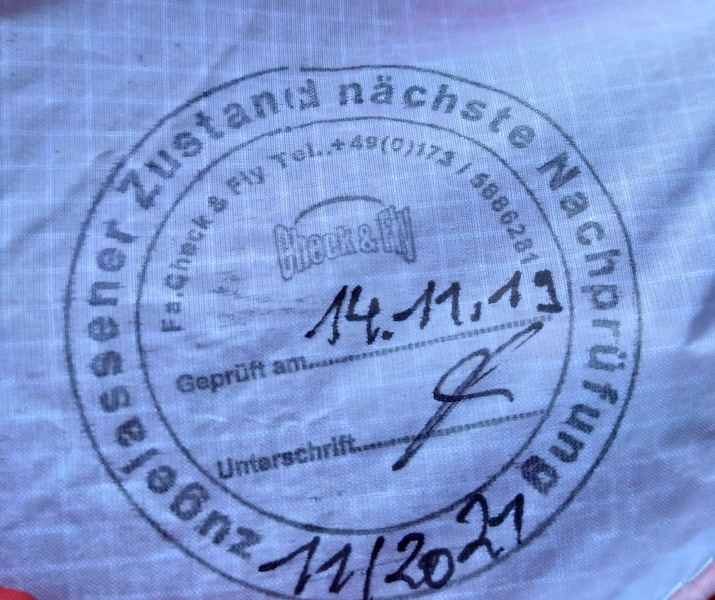 zugelassener Zustand nächste Nachprüfung
11/2021
Fa.Check & Fly Tel..+49(0)173 / 5886281
Check & Fly
14.11.19
Geprüft am
Unterschrift